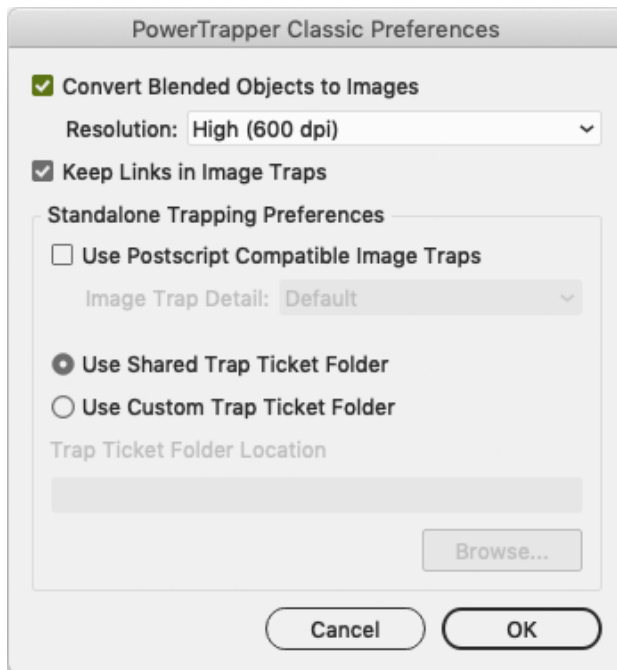 PowerTrapper Classic Preferences
Convert Blended Objects to Images
Resolution: High (600 dpi)
Keep Links in Image Traps
Standalone Trapping Preferences
Use Postscript Compatible Image Traps
Image Trap Detail: Default
Use Shared Trap Ticket Folder
Use Custom Trap Ticket Folder
Trap Ticket Folder Location
Browse...
Cancel OK